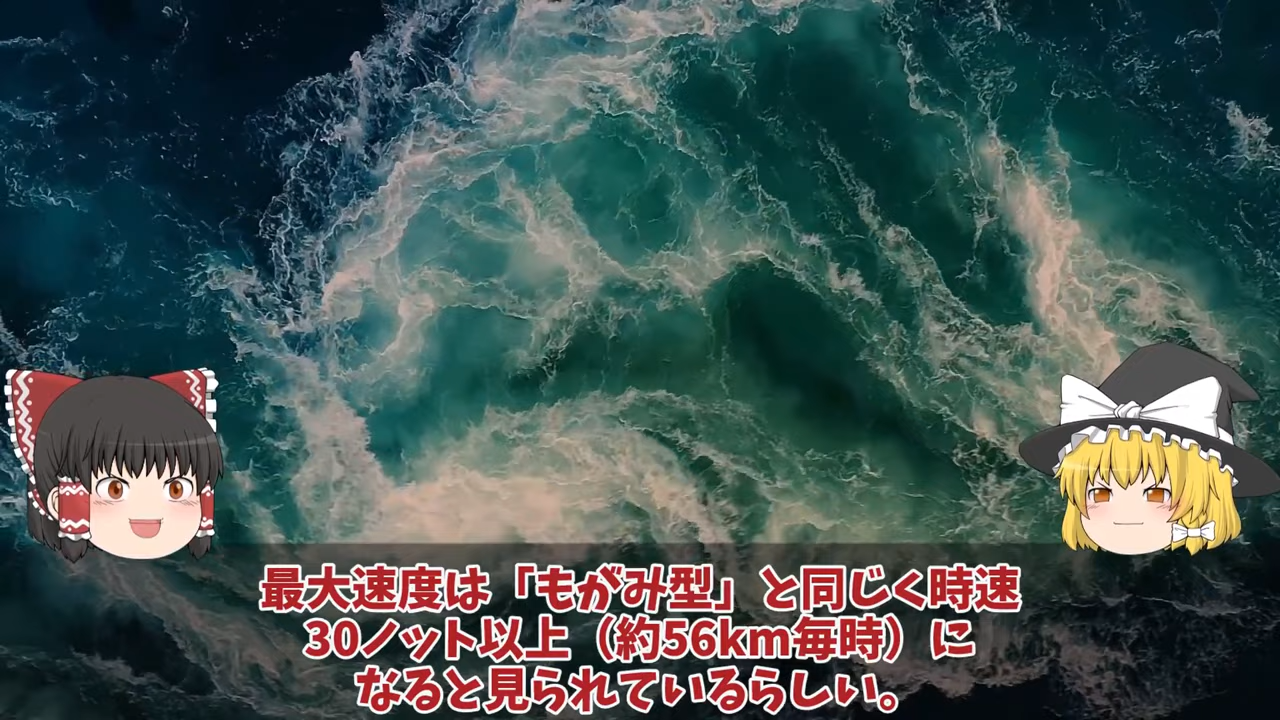 最大速度は「もがみ型」と同じく時速
30ノット以上（約56km毎時）に
なると見られているらしい。